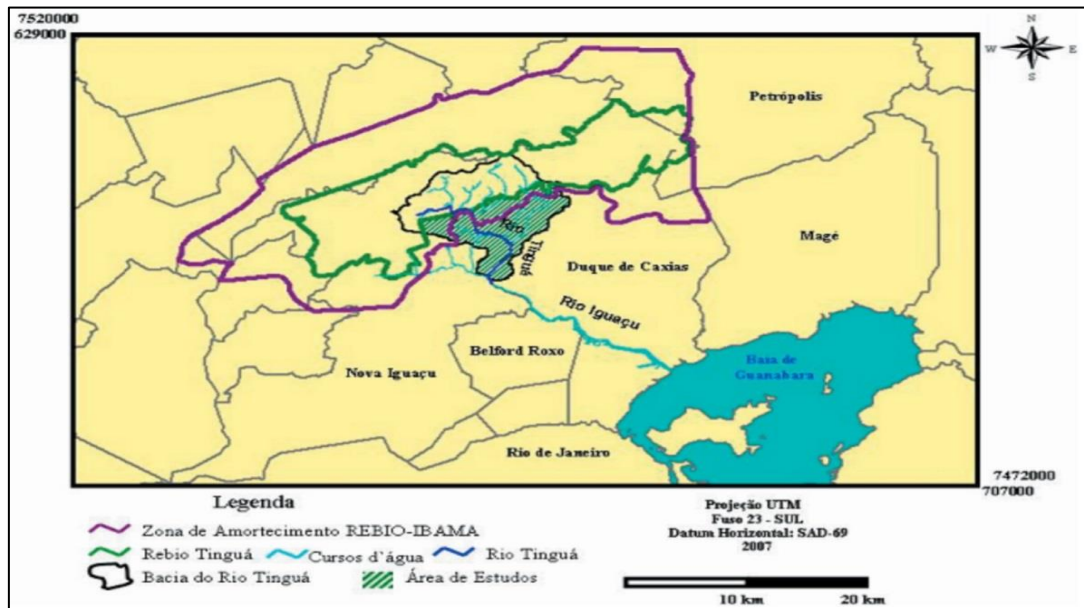 7520000
629000
N
W E
S
Petrópolis
Magé
Rio
Tinguá
Duque de Caxias
Rio Iguaçu
Belford Roxo
Nova Iguaçu
Baia de
Guanabara
Rio de Janeiro
7472000
707000
Legenda
Zona de Amortecimento REBIO-IBAMA
Rebio Tinguá Cursos d'água Rio Tinguá
Bacia do Rio Tinguá Área de Estudos
Projeção UTM
Fuso 23 - SUL
Datum Horizontal: SAD-69
2007
10 km 20 km